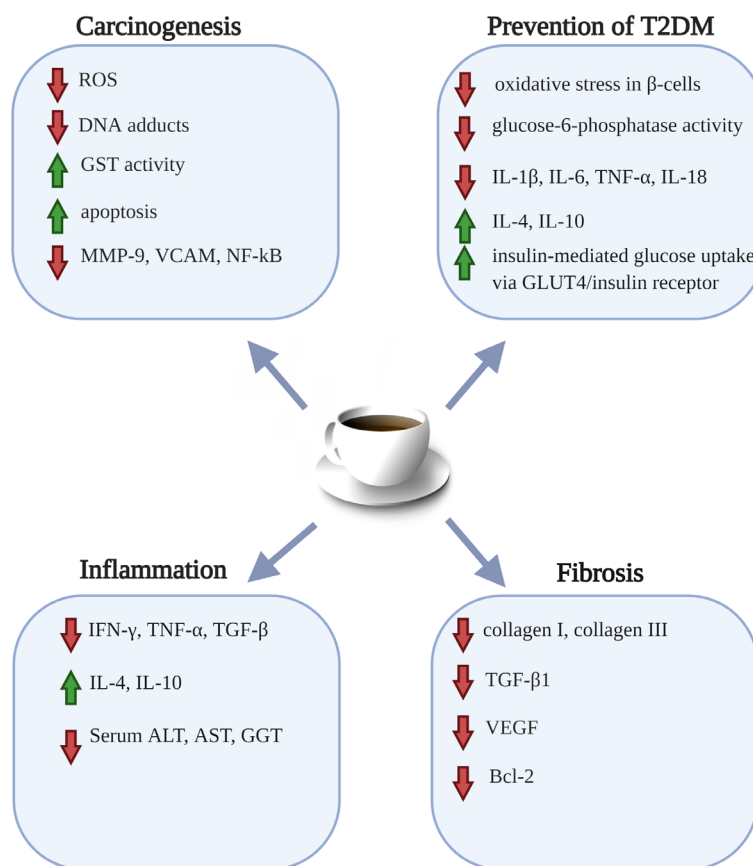 Carcinogenesis
ROS
DNA adducts
GST activity
apoptosis
MMP-9, VCAM, NF-kB
Prevention of T2DM
oxidative stress in β-cells
glucose-6-phosphatase activity
IL-1β, IL-6, TNF-α, IL-18
IL-4, IL-10
insulin-mediated glucose uptake
via GLUT4/insulin receptor
Inflammation
IFN-γ, TNF-α, TGF-β
IL-4, IL-10
Serum ALT, AST, GGT
Fibrosis
collagen I, collagen III
TGF-β1
VEGF
Bcl-2